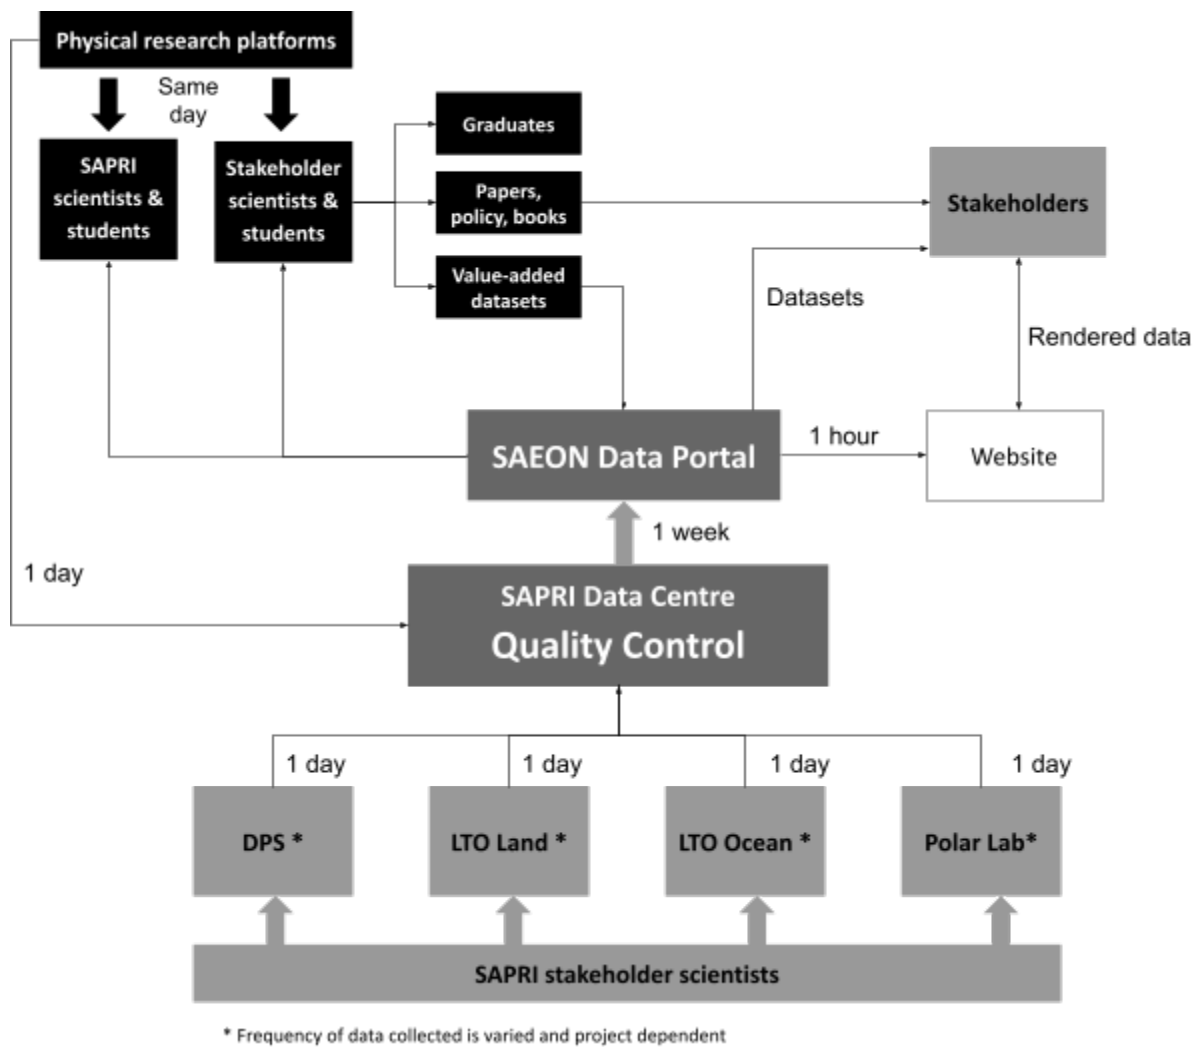 Physical research platforms
Same
day
SAPRI
scientists &
students
Stakeholder
scientists &
students
Graduates
Papers,
policy, books
Value-added
datasets
Stakeholders
Datasets
Rendered data
SAEON Data Portal
1 hour
Website
1 week
1 day
SAPRI Data Centre
Quality Control
1 day
1 day
1 day
1 day
DPS *
LTO Land *
LTO Ocean *
Polar Lab*
SAPRI stakeholder scientists
* Frequency of data collected is varied and project dependent